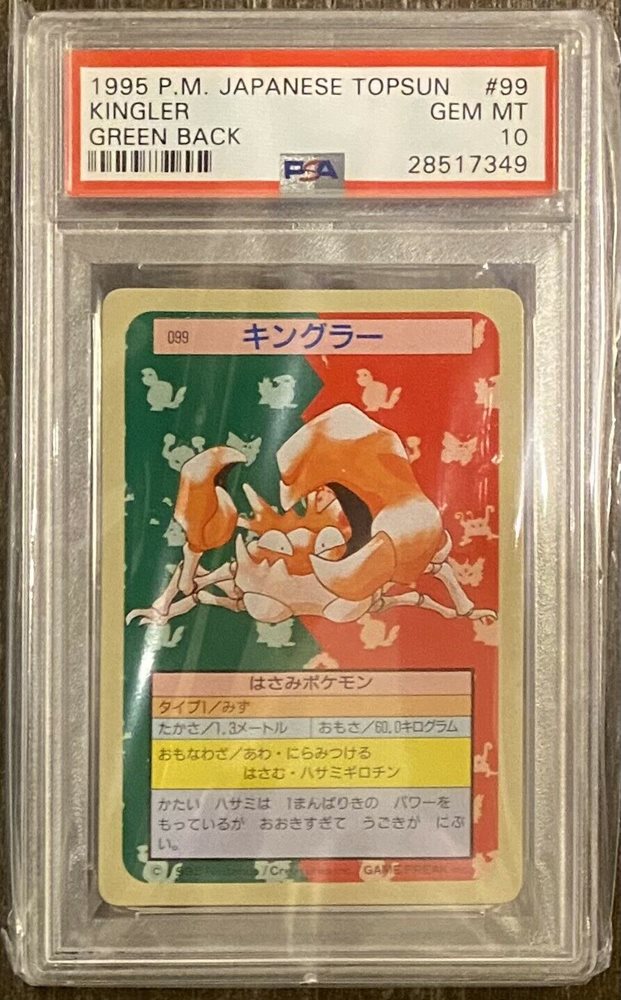 1995 P.M. JAPANESE TOPSUN #99
KINGLER GEM MT
GREEN BACK 10
PSA 28517349
099 キングラー
はさみポケモン
タイプ1/みず
たかさ/1.3メートル おもさ/60.0キログラム
おもなわざ/あわ・にらみつける
はさむ・ハサミギロチン
かたい ハサミは 1まんばりきの パワーを
もっているが おおきすぎて うごきが にぶ
い。
© 1995 Nintendo/Creatures inc. GAME FREAK inc.